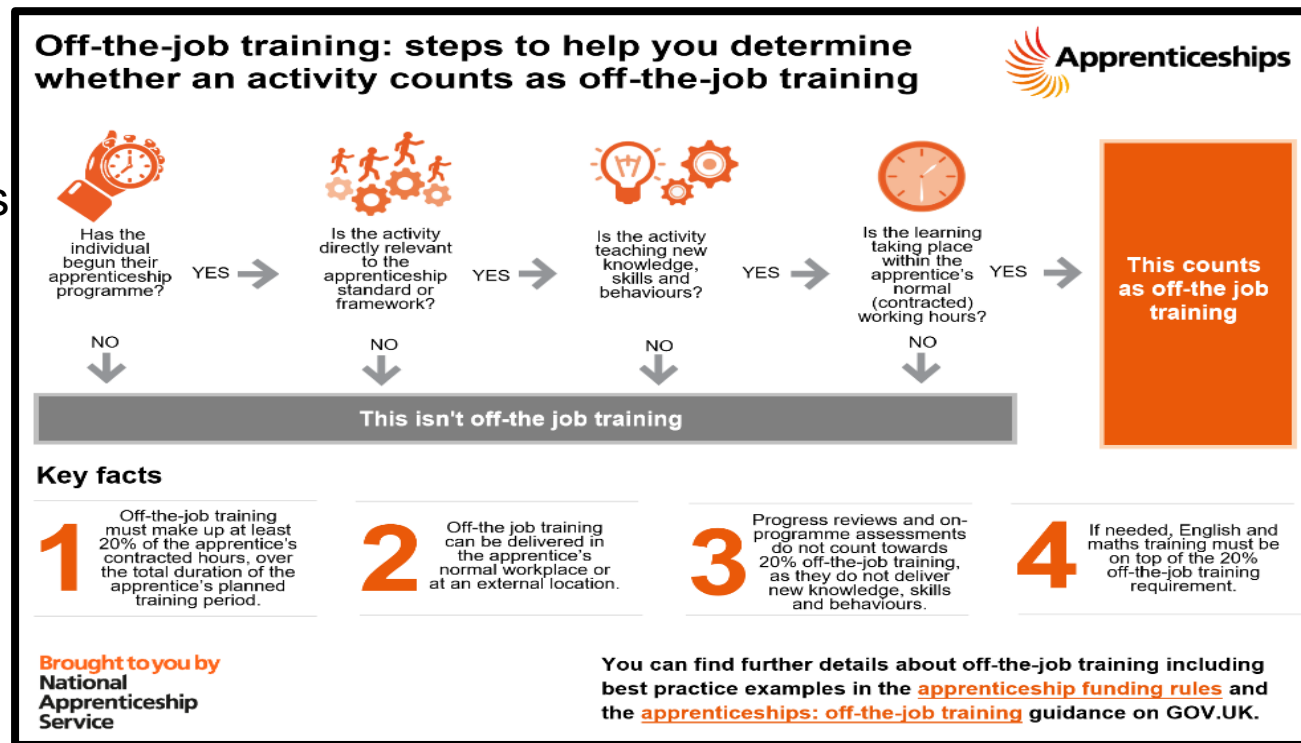 Off-the-job training: steps to help you determine
whether an activity counts as off-the-job training
Apprenticeships
s
Has the
individual
begun their
apprenticeship
programme?
YES
Is the activity
directly relevant
to the
apprenticeship
standard or
framework?
YES
Is the activity
teaching new
knowledge,
skills and
behaviours?
YES
Is the learning
taking place
within the
apprentice's
normal
(contracted)
working hours?
YES
This counts
as off-the job
training
NO
NO
NO
NO
This isn't off-the job training
Key facts
1
Off-the-job training
must make up at least
20% of the apprentice's
contracted hours, over
the total duration of the
apprentice's planned
training period.
2
Off-the job training
can be delivered in
the apprentice's
normal workplace or
at an external location.
3
Progress reviews and on-
programme assessments
do not count towards
20% off-the-job training,
as they do not deliver
new knowledge, skills
and behaviours.
4
If needed, English and
maths training must be
on top of the 20%
off-the-job training
requirement.
Brought to you by
National
Apprenticeship
Service
You can find further details about off-the-job training including
best practice examples in the apprenticeship funding rules and
the apprenticeships: off-the-job training guidance on GOV.UK.